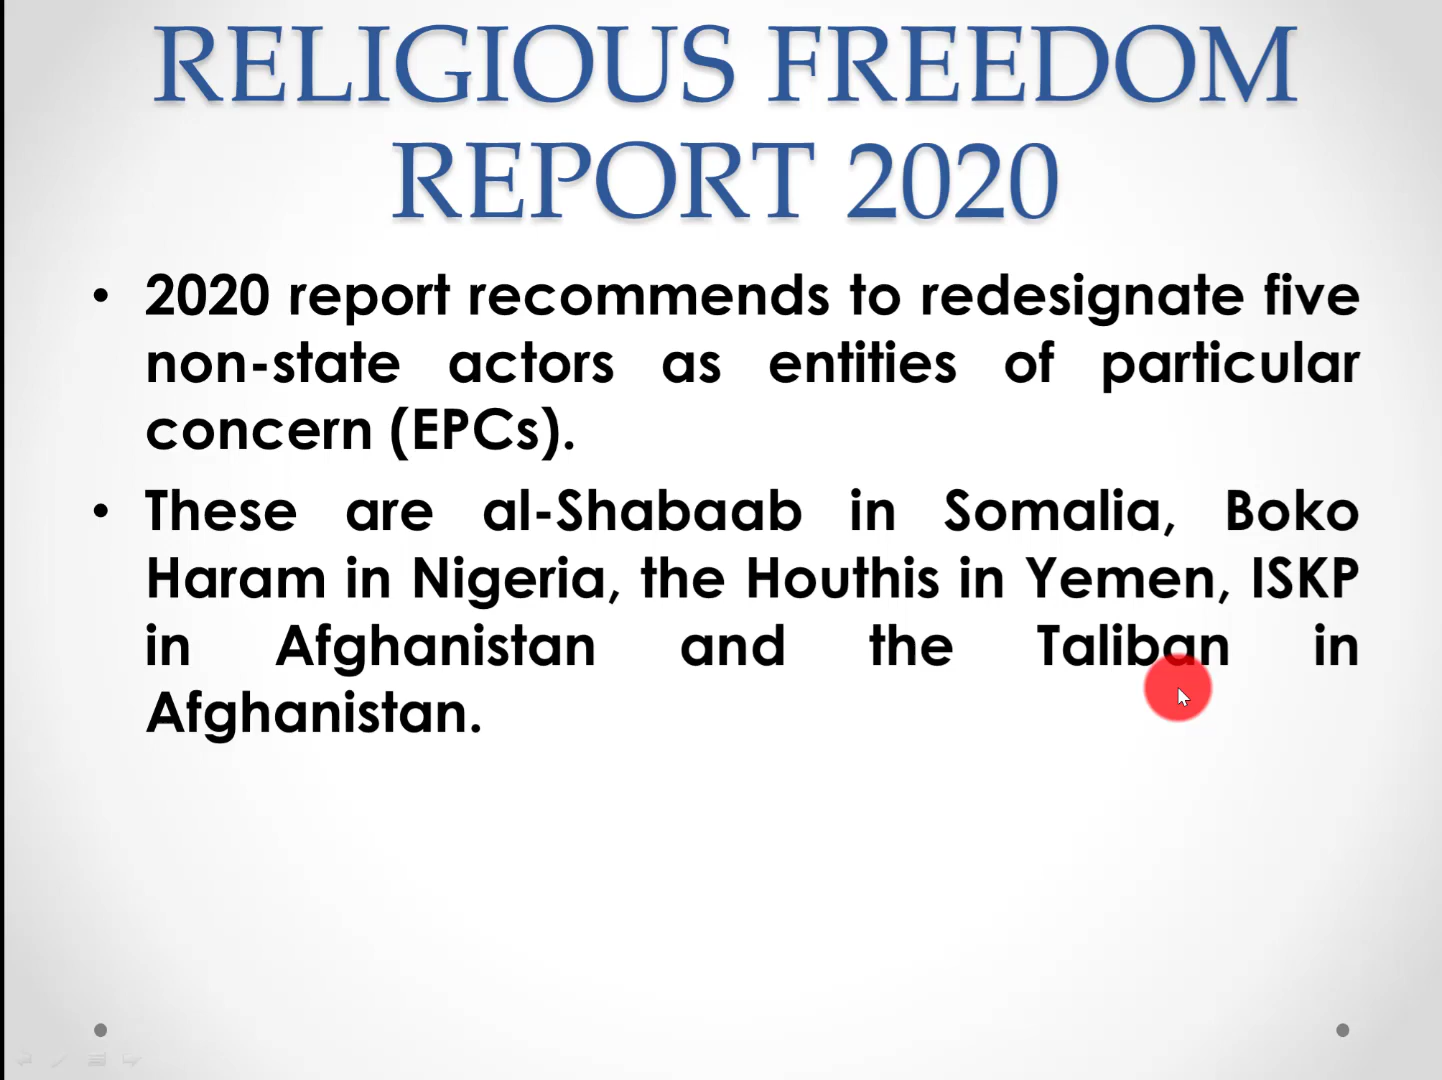 RELIGIOUS FREEDOM
REPORT 2020
• 2020 report recommends to redesignate five
non-state actors as entities of particular
concern (EPCs).
• These are al-Shabaab in Somalia, Boko
Haram in Nigeria, the Houthis in Yemen, ISKP
in Afghanistan and the Taliban in
Afghanistan.